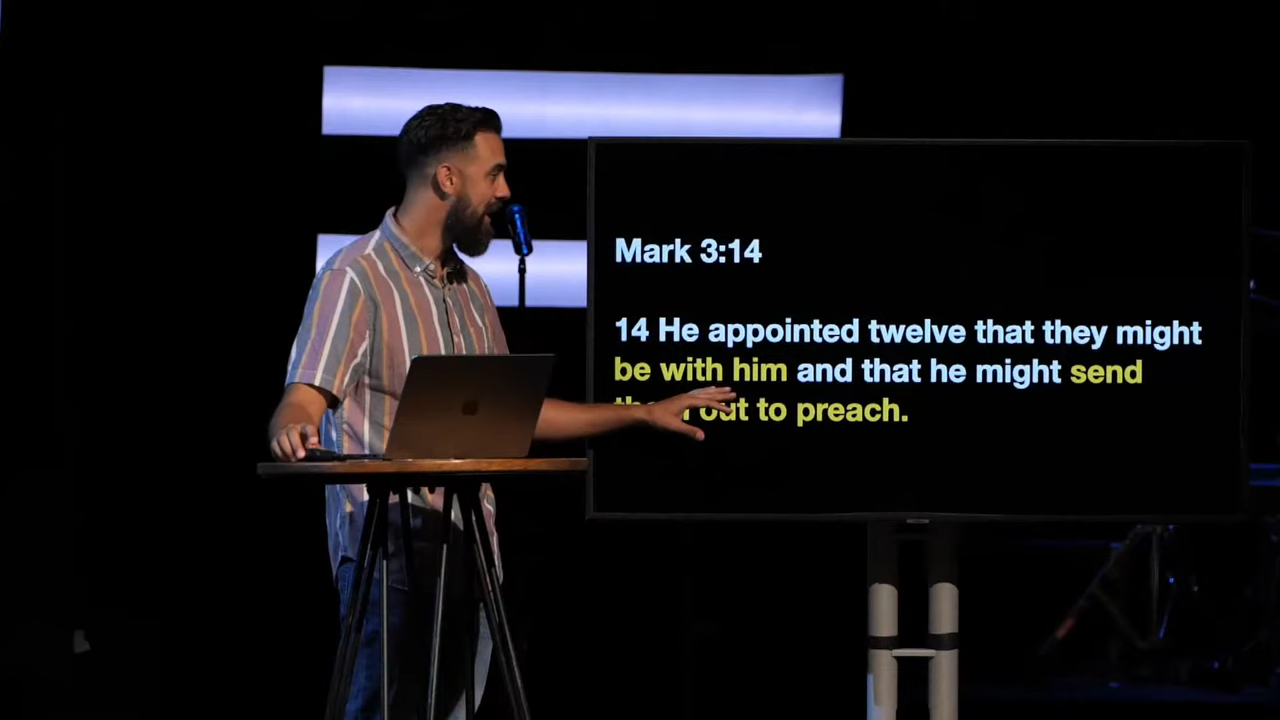 Mark 3:14
14 He appointed twelve that they might
be with him and that he might send
out to preach.